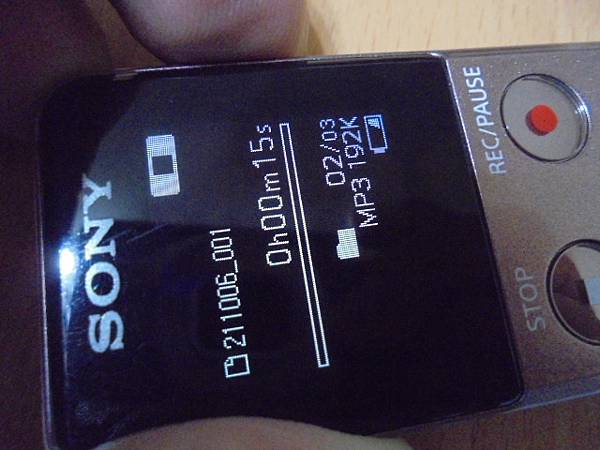 SONY
211006_001
0h00m15s
02/03
MP3 192K
REC/PAUSE
STOP